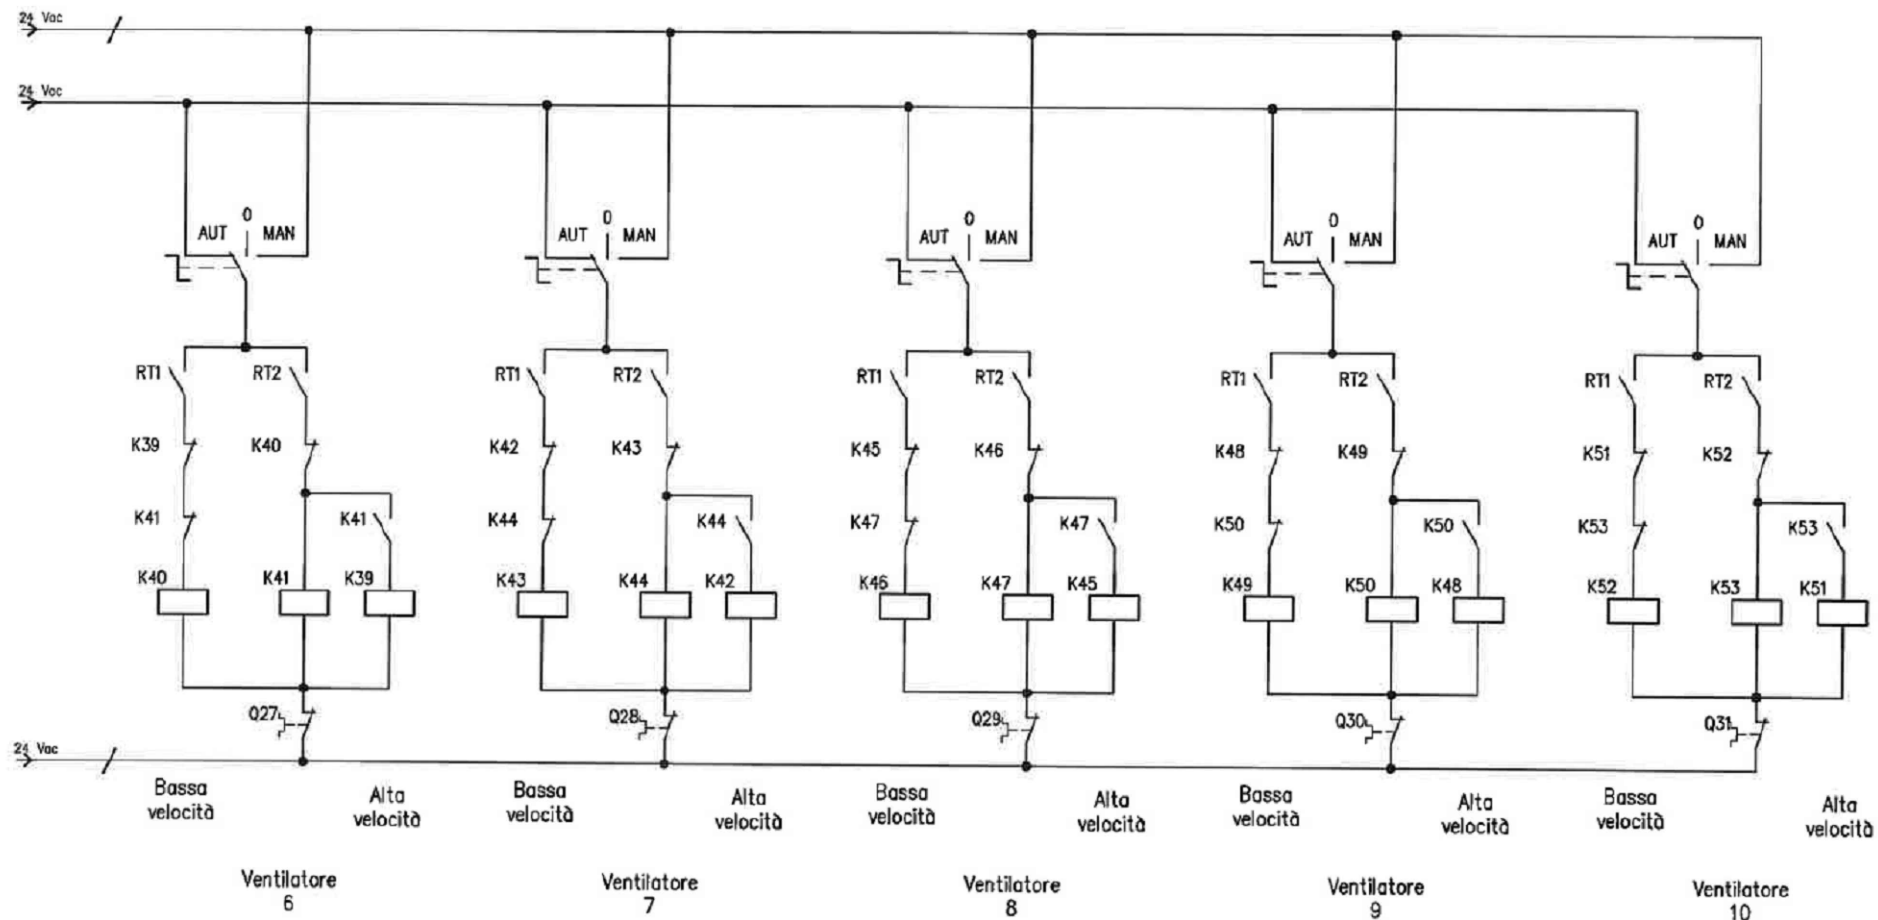 24 Vac
24 Vac
AUT 0 MAN AUT 0 MAN AUT 0 MAN AUT 0 MAN AUT 0 MAN
RT1 RT2 RT1 RT2 RT1 RT2 RT1 RT2 RT1 RT2
K39 K40 K42 K43 K45 K46 K48 K49 K51 K52
K41 K41 K44 K44 K47 K47 K50 K50 K53 K53
K40 K41 K39 K43 K44 K42 K46 K47 K45 K49 K50 K48 K52 K53 K51
Q27 Q28 Q29 Q30 Q31
24 Vac
Bassa Alta Bassa Alta Bassa Alta Bassa Alta Bassa Alta
velocità velocità velocità velocità velocità velocità velocità velocità velocità velocità
Ventilatore Ventilatore Ventilatore Ventilatore Ventilatore
6 7 8 9 10